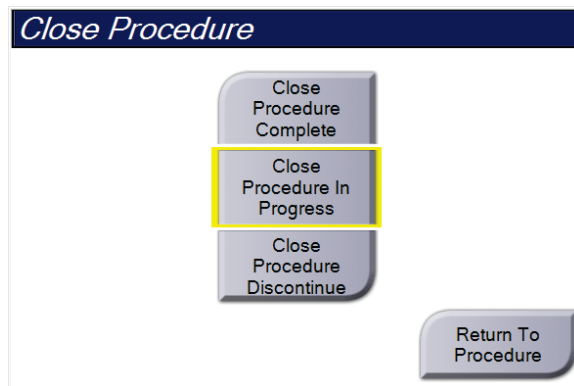 Close Procedure
Close
Procedure
Complete
Close
Procedure In
Progress
Close
Procedure
Discontinue
Return To
Procedure